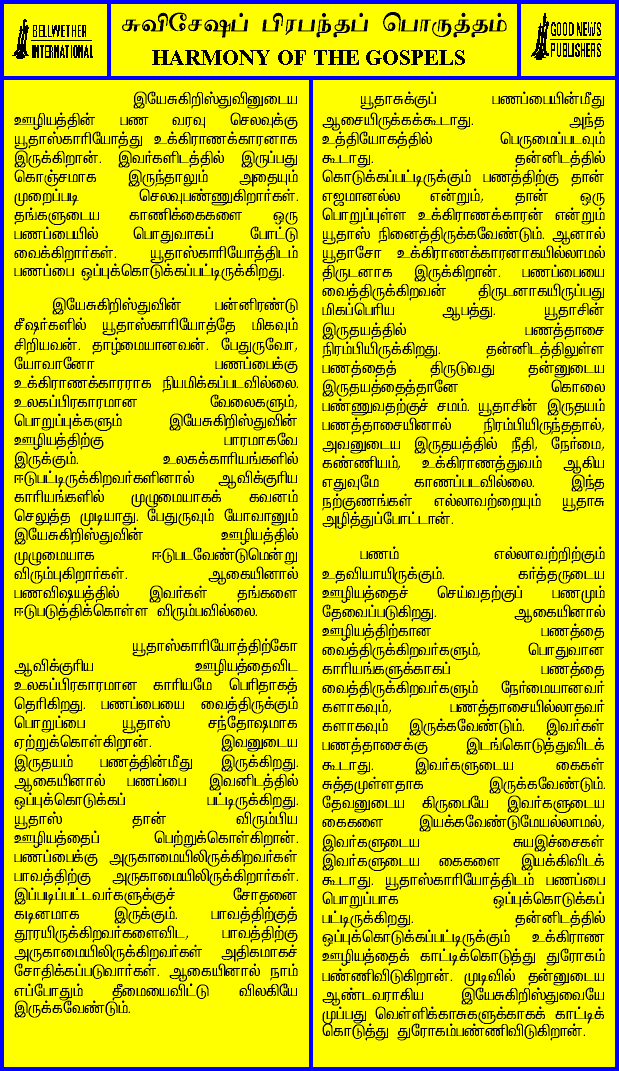 BELLWETHER
INTERNATIONAL
சுவிசேஷப் பிரபந்தப் பொருத்தம்
HARMONY OF THE GOSPELS
GOOD NEWS
PUBLISHERS
இயேசுகிறிஸ்துவினுடைய
ஊழியத்தின் பண வரவு செலவுக்கு
யூதாஸ்காரியோத்து உக்கிராணக்காரனாக
இருக்கிறான். இவர்களிடத்தில் இருப்பது
கொஞ்சமாக இருந்தாலும் அதையும்
முறைப்படி செலவுபண்ணுகிறார்கள்.
தங்களுடைய காணிக்கைகளை ஒரு
பணப்பையில் பொதுவாகப் போட்டு
வைக்கிறார்கள். யூதாஸ்காரியோத்திடம்
பணப்பை ஒப்புக்கொடுக்கப்பட்டிருக்கிறது.
இயேசுகிறிஸ்துவின் பன்னிரண்டு
சீஷர்களில் யூதாஸ்காரியோத்தே மிகவும்
சிறியவன். தாழ்மையானவன். பேதுருவோ,
யோவானோ பணப்பைக்கு
உக்கிராணக்காரராக நியமிக்கப்படவில்லை.
உலகப்பிரகாரமான வேலைகளும்,
பொறுப்புக்களும் இயேசுகிறிஸ்துவின்
ஊழியத்திற்கு பாரமாகவே
இருக்கும். உலகக்காரியங்களில்
ஈடுபட்டிருக்கிறவர்களினால் ஆவிக்குரிய
காரியங்களில் முழுமையாகக் கவனம்
செலுத்த முடியாது. பேதுருவும் யோவானும்
இயேசுகிறிஸ்துவின் ஊழியத்தில்
முழுமையாக ஈடுபடவேண்டுமென்று
விரும்புகிறார்கள். ஆகையினால்
பணவிஷயத்தில் இவர்கள் தங்களை
ஈடுபடுத்திக்கொள்ள விரும்பவில்லை.
யூதாஸ்காரியோத்திற்கோ
ஆவிக்குரிய ஊழியத்தைவிட
உலகப்பிரகாரமான காரியமே பெரிதாகத்
தெரிகிறது. பணப்பையை வைத்திருக்கும்
பொறுப்பை யூதாஸ் சந்தோஷமாக
ஏற்றுக்கொள்கிறான். இவனுடைய
இருதயம் பணத்தின்மீது இருக்கிறது.
ஆகையினால் பணப்பை இவனிடத்தில்
ஒப்புக்கொடுக்கப் பட்டிருக்கிறது.
யூதாஸ் தான் விரும்பிய
ஊழியத்தைப் பெற்றுக்கொள்கிறான்.
பணப்பைக்கு அருகாமையிலிருக்கிறவர்கள்
பாவத்திற்கு அருகாமையிலிருக்கிறார்கள்.
இப்படிப்பட்டவர்களுக்குச் சோதனை
கடினமாக இருக்கும். பாவத்திற்குத்
தூரயிருக்கிறவர்களைவிட, பாவத்திற்கு
அருகாமையிலிருக்கிறவர்கள் அதிகமாகச்
சோதிக்கப்படுவார்கள். ஆகையினால் நாம்
எப்போதும் தீமையைவிட்டு விலகியே
இருக்கவேண்டும்.
யூதாசுக்குப் பணப்பையின்மீது
ஆசையிருக்கக்கூடாது. அந்த
உத்தியோகத்தில் பெருமைப்படவும்
கூடாது. தன்னிடத்தில்
கொடுக்கப்பட்டிருக்கும் பணத்திற்கு தான்
எஜமானல்ல என்றும், தான் ஒரு
பொறுப்புள்ள உக்கிராணக்காரன் என்றும்
யூதாஸ் நினைத்திருக்கவேண்டும். ஆனால்
யூதாசோ உக்கிராணக்காரனாகயில்லாமல்
திருடனாக இருக்கிறான். பணப்பையை
வைத்திருக்கிறவன் திருடனாகயிருப்பது
மிகப்பெரிய ஆபத்து. யூதாசின்
இருதயத்தில் பணத்தாசை
நிரம்பியிருக்கிறது. தன்னிடத்திலுள்ள
பணத்தைத் திருடுவது தன்னுடைய
இருதயத்தைத்தானே கொலை
பண்ணுவதற்குச் சமம். யூதாசின் இருதயம்
பணத்தாசையினால் நிரம்பியிருந்ததால்,
அவனுடைய இருதயத்தில் நீதி, நேர்மை,
கண்ணியம், உக்கிராணத்துவம் ஆகிய
எதுவுமே காணப்படவில்லை. இந்த
நற்குணங்கள் எல்லாவற்றையும் யூதாசு
அழித்துப்போட்டான்.
பணம் எல்லாவற்றிற்கும்
உதவியாயிருக்கும். கர்த்தருடைய
ஊழியத்தைச் செய்வதற்குப் பணமும்
தேவைப்படுகிறது. ஆகையினால்
ஊழியத்திற்கான பணத்தை
வைத்திருக்கிறவர்களும், பொதுவான
காரியங்களுக்காகப் பணத்தை
வைத்திருக்கிறவர்களும் நேர்மையானவர்
களாகவும், பணத்தாசையில்லாதவர்
களாகவும் இருக்கவேண்டும். இவர்கள்
பணத்தாசைக்கு இடங்கொடுத்துவிடக்
கூடாது. இவர்களுடைய கைகள்
சுத்தமுள்ளதாக இருக்கவேண்டும்.
தேவனுடைய கிருபையே இவர்களுடைய
கைகளை இயக்கவேண்டுமேயல்லாமல்,
இவர்களுடைய சுயஇச்சைகள்
இவர்களுடைய கைகளை இயக்கிவிடக்
கூடாது. யூதாஸ்காரியோத்திடம் பணப்பை
பொறுப்பாக ஒப்புக்கொடுக்கப்
பட்டிருக்கிறது. தன்னிடத்தில்
ஒப்புக்கொடுக்கப்பட்டிருக்கும் உக்கிராண
ஊழியத்தைக் காட்டிக்கொடுத்து துரோகம்
பண்ணிவிடுகிறான். முடிவில் தன்னுடைய
ஆண்டவராகிய இயேசுகிறிஸ்துவையே
முப்பது வெள்ளிக்காசுகளுக்காகக் காட்டிக்
கொடுத்து துரோகம்பண்ணிவிடுகிறான்.